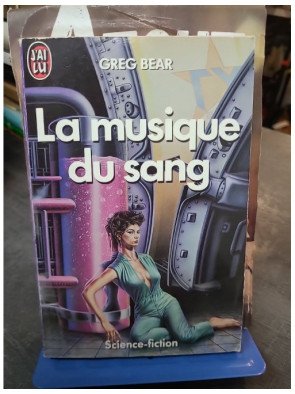 J'AI
LU
GREG BEAR
La musique
du sang
Science-fiction